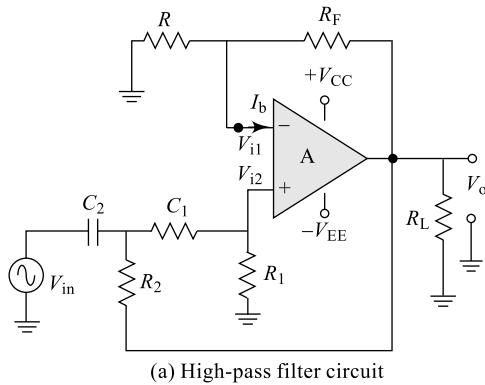 R
R_F
+V_CC
I_b
−
V_i1
A
V_i2
+
V_o
C_2
C_1
−V_EE
R_L
V_in
R_2
R_1
(a) High-pass filter circuit